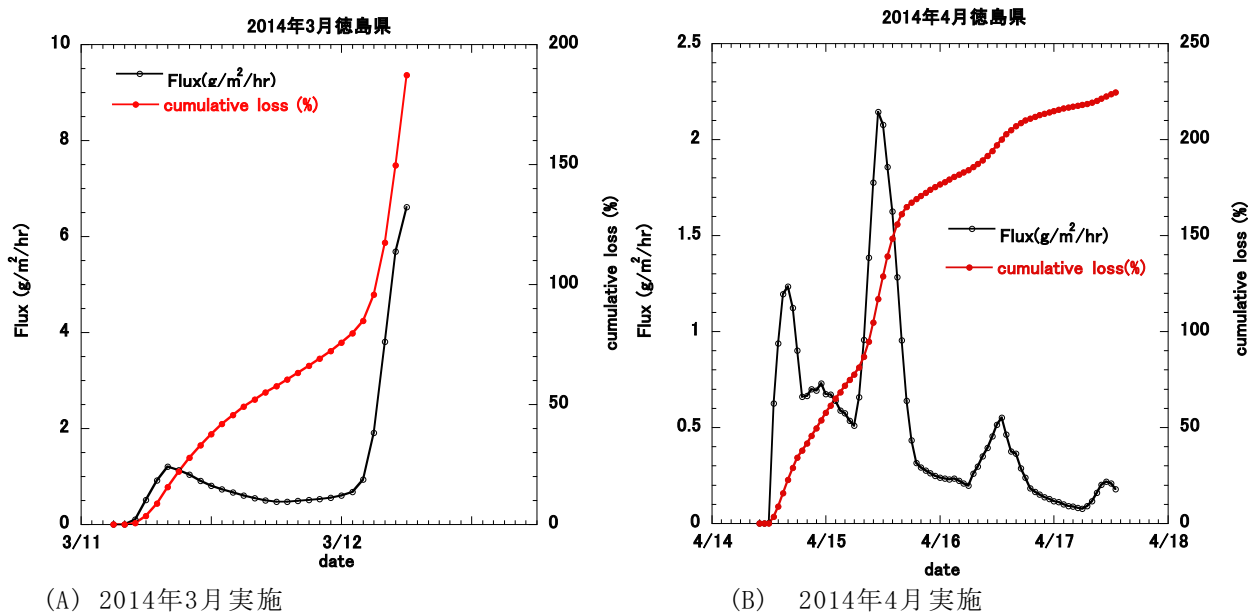 2014年3月徳島県
10
8
6
4
2
0
Flux (g/m²/hr)
Flux(g/m²/hr)
cumulative loss (%)
200
150
100
50
0
cumulative loss (%)
3/11
3/12
date
(A) 2014年3月実施
2014年4月徳島県
2.5
2
1.5
1
0.5
0
Flux (g/m²/hr)
Flux(g/m²/hr)
cumulative loss(%)
250
200
150
100
50
0
cumulative loss (%)
4/14
4/15
4/16
4/17
4/18
date
(B) 2014年4月実施